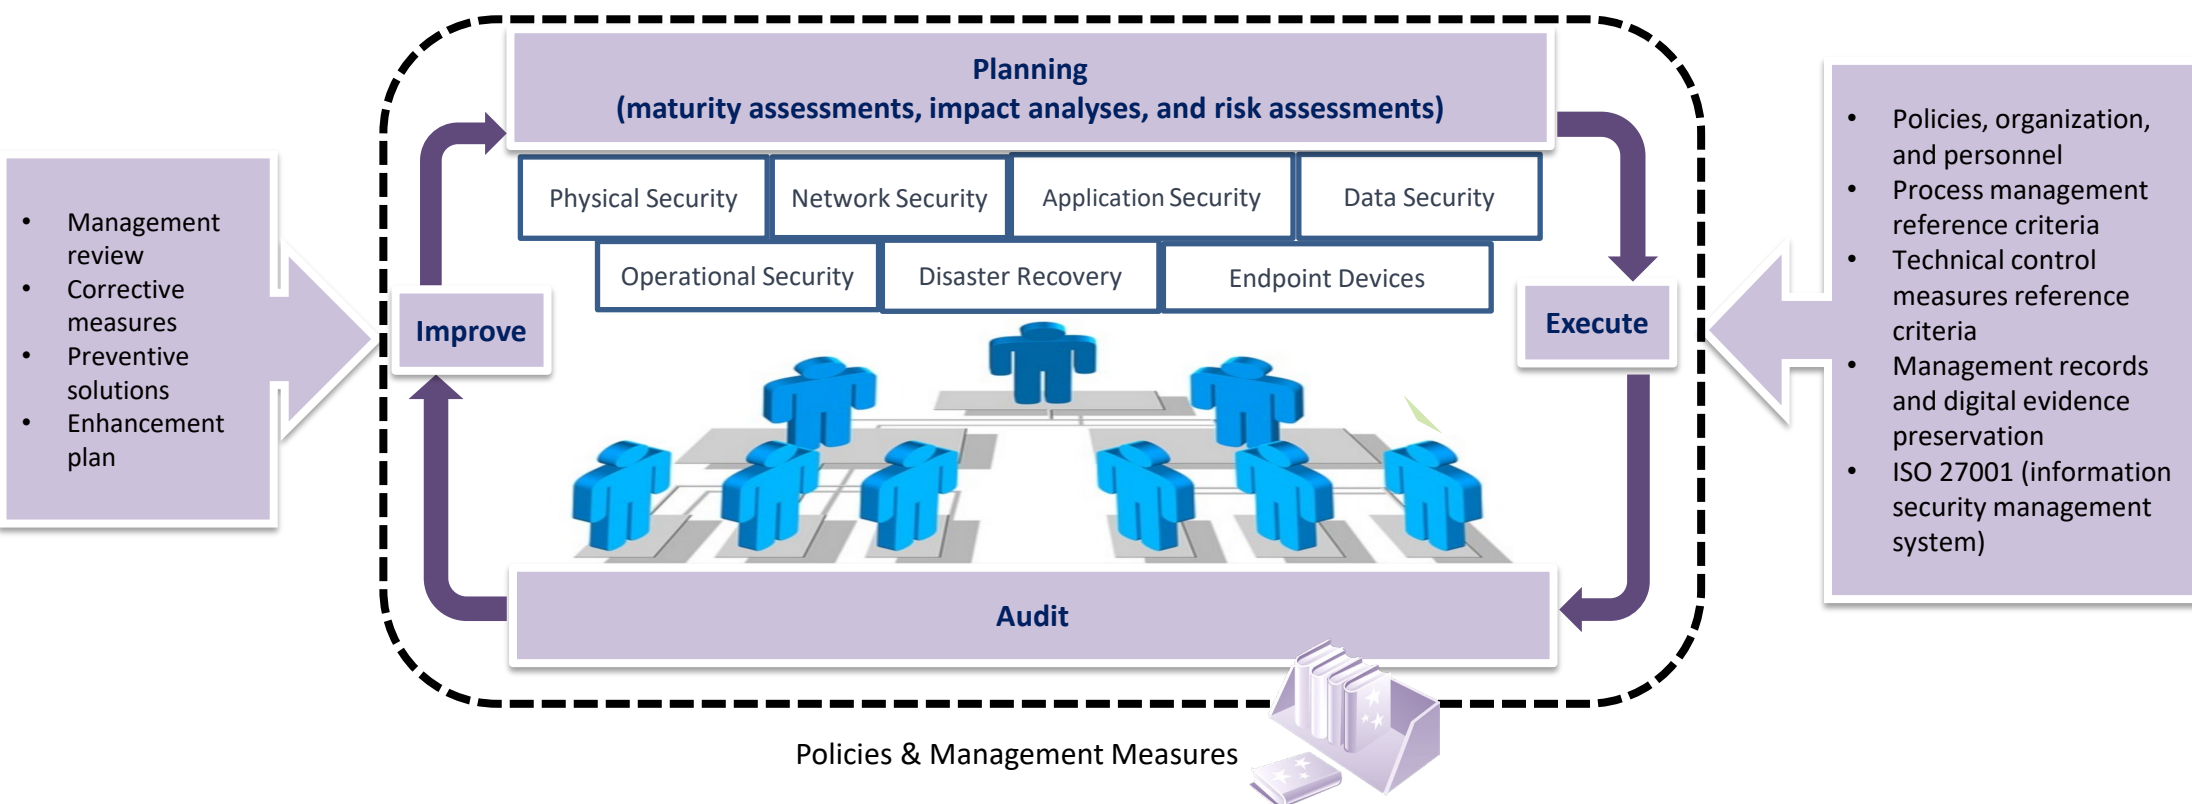 Planning
(maturity assessments, impact analyses, and risk assessments)
Physical Security
Network Security
Application Security
Data Security
Operational Security
Disaster Recovery
Endpoint Devices
• Management
review
• Corrective
measures
• Preventive
solutions
• Enhancement
plan
Improve
Execute
• Policies, organization,
and personnel
• Process management
reference criteria
• Technical control
measures reference
criteria
• Management records
and digital evidence
preservation
• ISO 27001 (information
security management
system)
Audit
Policies & Management Measures